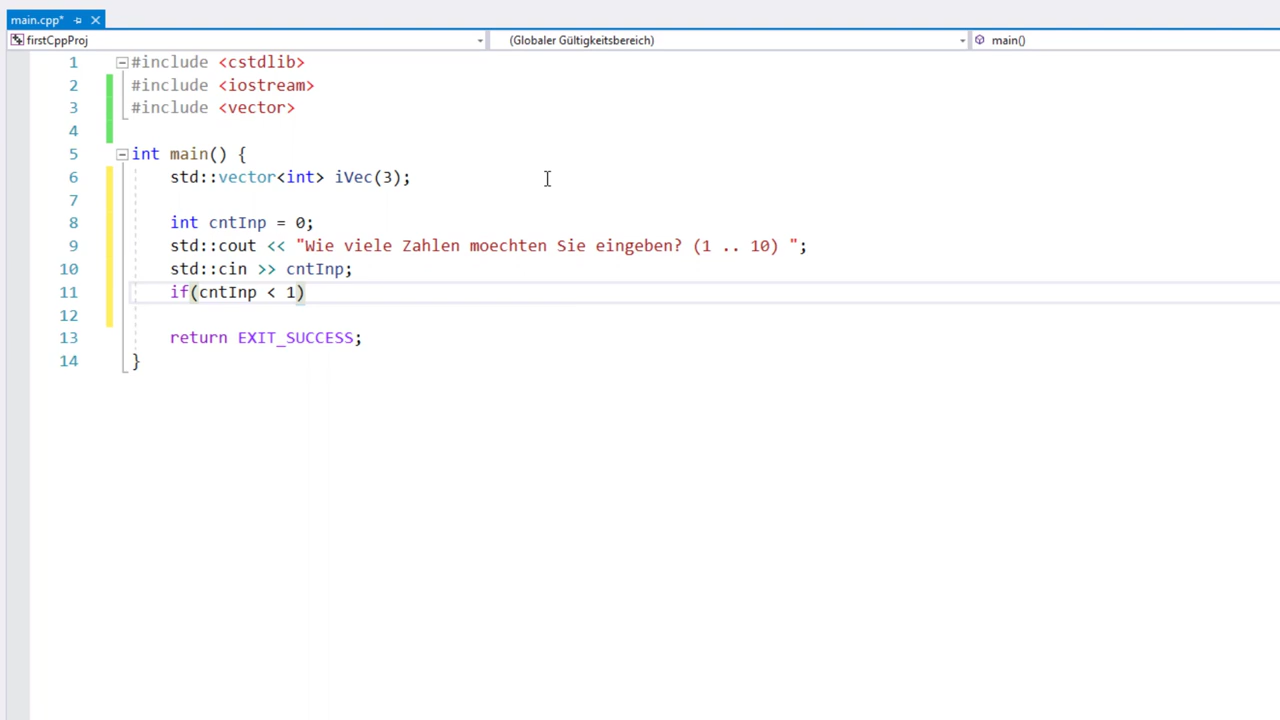 main.cpp*
firstCppProj (Globaler Gültigkeitsbereich) main()
1 #include <cstdlib>
2 #include <iostream>
3 #include <vector>
4
5 int main() {
6 std::vector<int> iVec(3);
7
8 int cntInp = 0;
9 std::cout << "Wie viele Zahlen moechten Sie eingeben? (1 .. 10) ";
10 std::cin >> cntInp;
11 if(cntInp < 1)
12
13 return EXIT_SUCCESS;
14 }